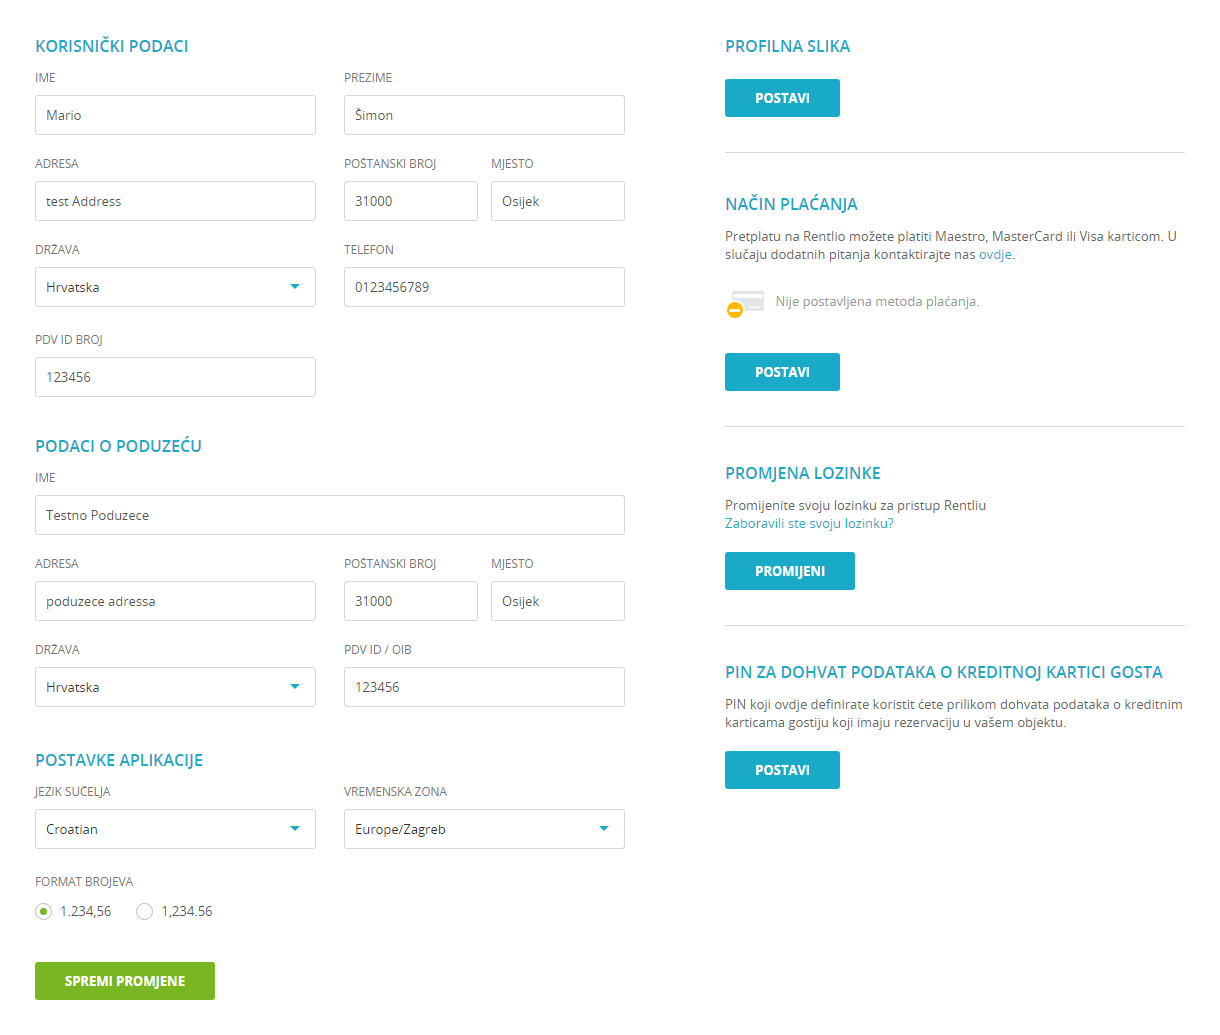 KORISNIČKI PODACI
IME
PREZIME
Mario
Šimon
ADRESA
POŠTANSKI BROJ
MJESTO
test Address
31000
Osijek
DRŽAVA
TELEFON
Hrvatska
0123456789
PDV ID BROJ
123456
PODACI O PODUZEĆU
IME
Testno Poduzece
ADRESA
POŠTANSKI BROJ
MJESTO
poduzece adressa
31000
Osijek
DRŽAVA
PDV ID / OIB
Hrvatska
123456
POSTAVKE APLIKACIJE
JEZIK SUČELJA
VREMENSKA ZONA
Croatian
Europe/Zagreb
FORMAT BROJEVA
1.234,56
1,234.56
SPREMI PROMJENE
PROFILNA SLIKA
POSTAVI
NAČIN PLAĆANJA
Pretplatu na Rentlio možete platiti Maestro, MasterCard ili Visa karticom. U
slučaju dodatnih pitanja kontaktirajte nas ovdje.
Nije postavljena metoda plaćanja.
POSTAVI
PROMJENA LOZINKE
Promijenite svoju lozinku za pristup Rentliu
Zaboravili ste svoju lozinku?
PROMIJENI
PIN ZA DOHVAT PODATAKA O KREDITNOJ KARTICI GOSTA
PIN koji ovdje definirate koristit ćete prilikom dohvata podataka o kreditnim
karticama gostiju koji imaju rezervaciju u vašem objektu.
POSTAVI